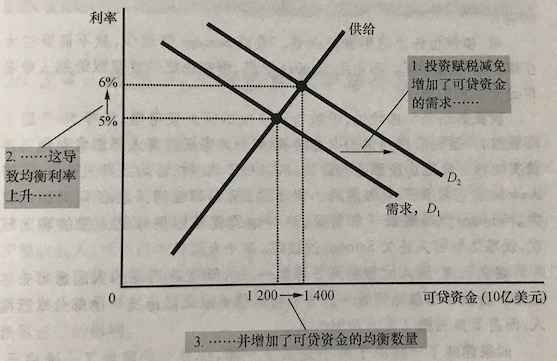 利率
供给
1. 投资赋税减免
增加了可贷资金
的需求……
6%
5%
2. ……这导
致均衡利率
上升……
D2
需求，D1
0
1 200
1 400
可贷资金 (10亿美元)
3. ……并增加了可贷资金的均衡数量